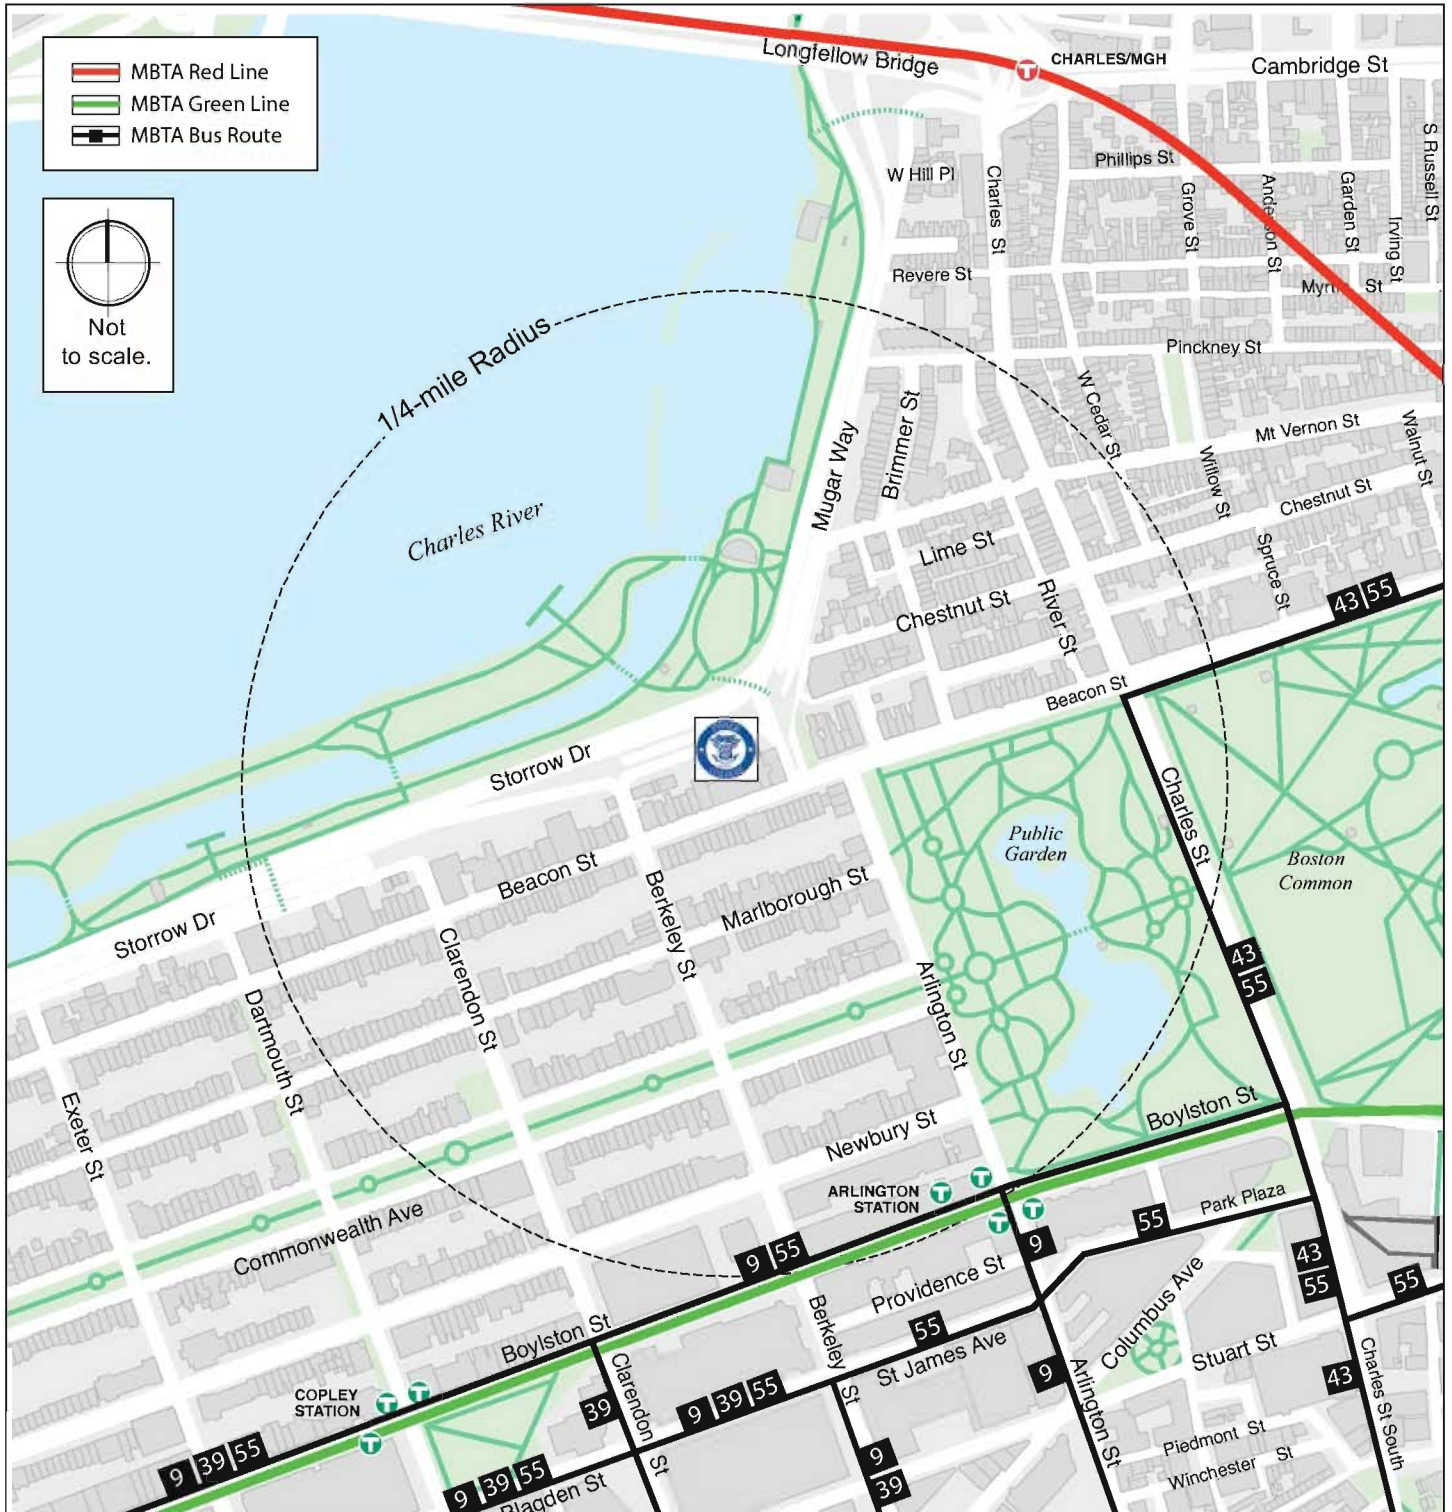 MBTA Red Line
MBTA Green Line
MBTA Bus Route
Not
to scale.
Longfellow Bridge
CHARLES/MGH
T
Cambridge St
Phillips St
W Hill Pl
Charles St
Grove St
Anderson St
Garden St
Irving St
S Russell St
Revere St
Myrtle St
Pinckney St
1/4-mile Radius
Charles River
Mugar Way
Brimmer St
W Cedar St
Mt Vernon St
Walnut St
Willow St
Chestnut St
Spruce St
Lime St
Chestnut St
River St
43 55
Beacon St
Storrow Dr
Charles St
Public
Garden
Boston
Common
Beacon St
Berkeley St
Marlborough St
Storrow Dr
Clarendon St
Arlington St
43
55
Dartmouth St
Exeter St
Newbury St
Boylston St
ARLINGTON
STATION
T
T
T
T
Commonwealth Ave
Park Plaza
55
9
9 55
43
55
55
Providence St
Columbus Ave
Boylston St
Berkeley St
55
St James Ave
Stuart St
9
Arlington St
43
Charles St South
COPLEY
STATION
T
T
T
39
Clarendon St
9 39 55
9 39 55
9 39 55
Blagden St
9
39
Piedmont St
Winchester St